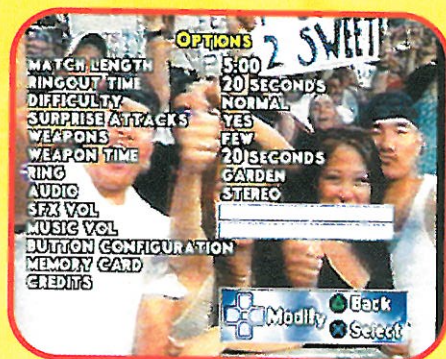 2 SWEET!
OPTIONS
MATCH LENGTH 5:00
RINGOUT TIME 20 SECONDS
DIFFICULTY NORMAL
SURPRISE ATTACKS YES
WEAPONS FEW
WEAPON TIME 20 SECONDS
RING GARDEN
AUDIO STEREO
SFX VOL
MUSIC VOL
BUTTON CONFIGURATION
MEMORY CARD
CREDITS
Modify
Back
Select